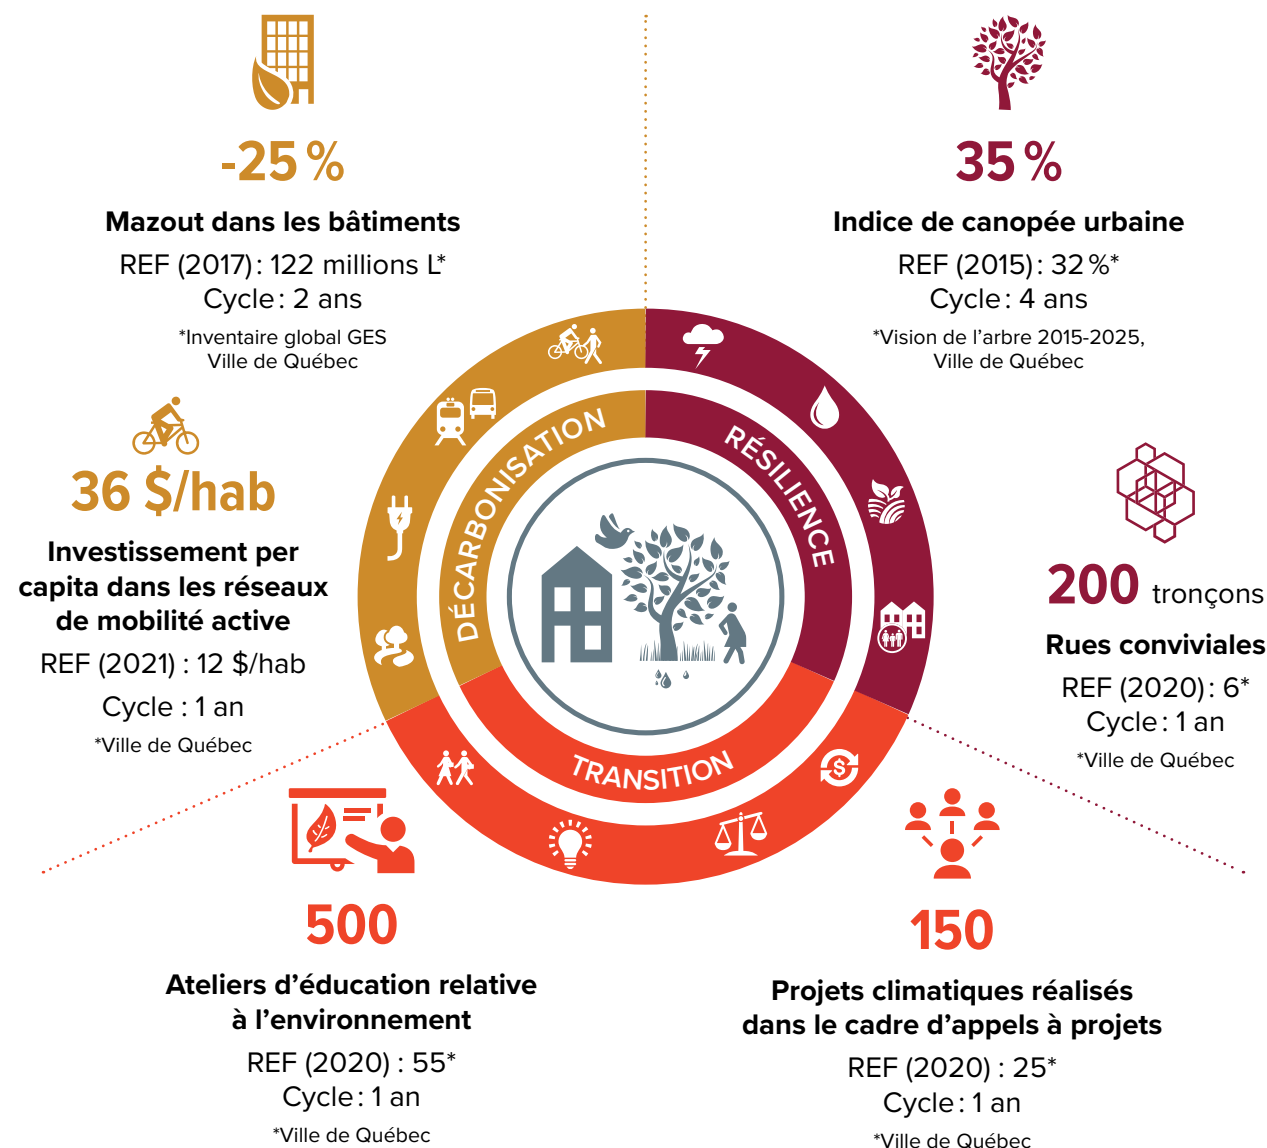 -25 %
Mazout dans les bâtiments
REF (2017) : 122 millions L*
Cycle : 2 ans
*Inventaire global GES
Ville de Québec
35 %
Indice de canopée urbaine
REF (2015) : 32 %*
Cycle : 4 ans
*Vision de l'arbre 2015-2025,
Ville de Québec
36 $/hab
Investissement per
capita dans les réseaux
de mobilité active
REF (2021) : 12 $/hab
Cycle : 1 an
*Ville de Québec
DÉCARBONISATION
RÉSILIENCE
TRANSITION
$
200 tronçons
Rues conviviales
REF (2020) : 6*
Cycle : 1 an
*Ville de Québec
500
Ateliers d'éducation relative
à l'environnement
REF (2020) : 55*
Cycle : 1 an
*Ville de Québec
150
Projets climatiques réalisés
dans le cadre d'appels à projets
REF (2020) : 25*
Cycle : 1 an
*Ville de Québec